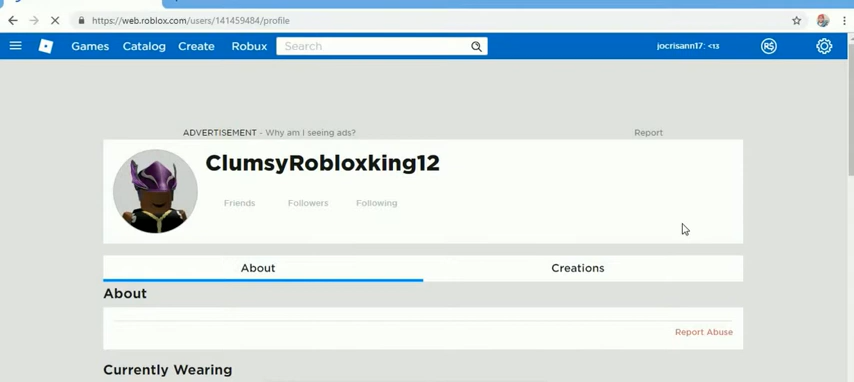 https://web.roblox.com/users/141459484/profile
Games Catalog Create Robux Search jocrisann17: <13 R$
ADVERTISEMENT - Why am I seeing ads? Report
ClumsyRobloxking12
Friends Followers Following
About Creations
About
Report Abuse
Currently Wearing